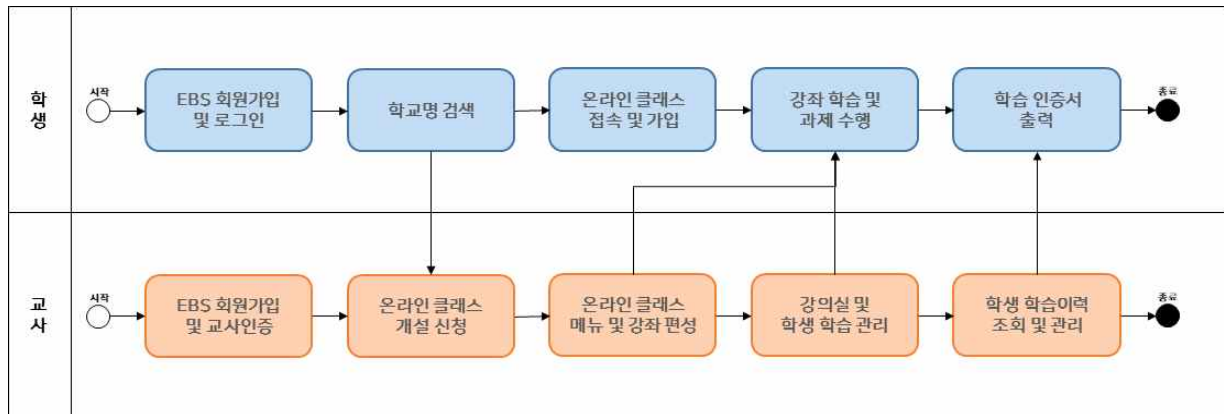 학
생
시작
EBS 회원가입
및 로그인
학교명 검색
온라인 클래스
접속 및 가입
강좌 학습 및
과제 수행
학습 인증서
출력
종료
교
사
시작
EBS 회원가입
및 교사인증
온라인 클래스
개설 신청
온라인 클래스
메뉴 및 강좌 편성
강의실 및
학생 학습 관리
학생 학습이력
조회 및 관리
종료